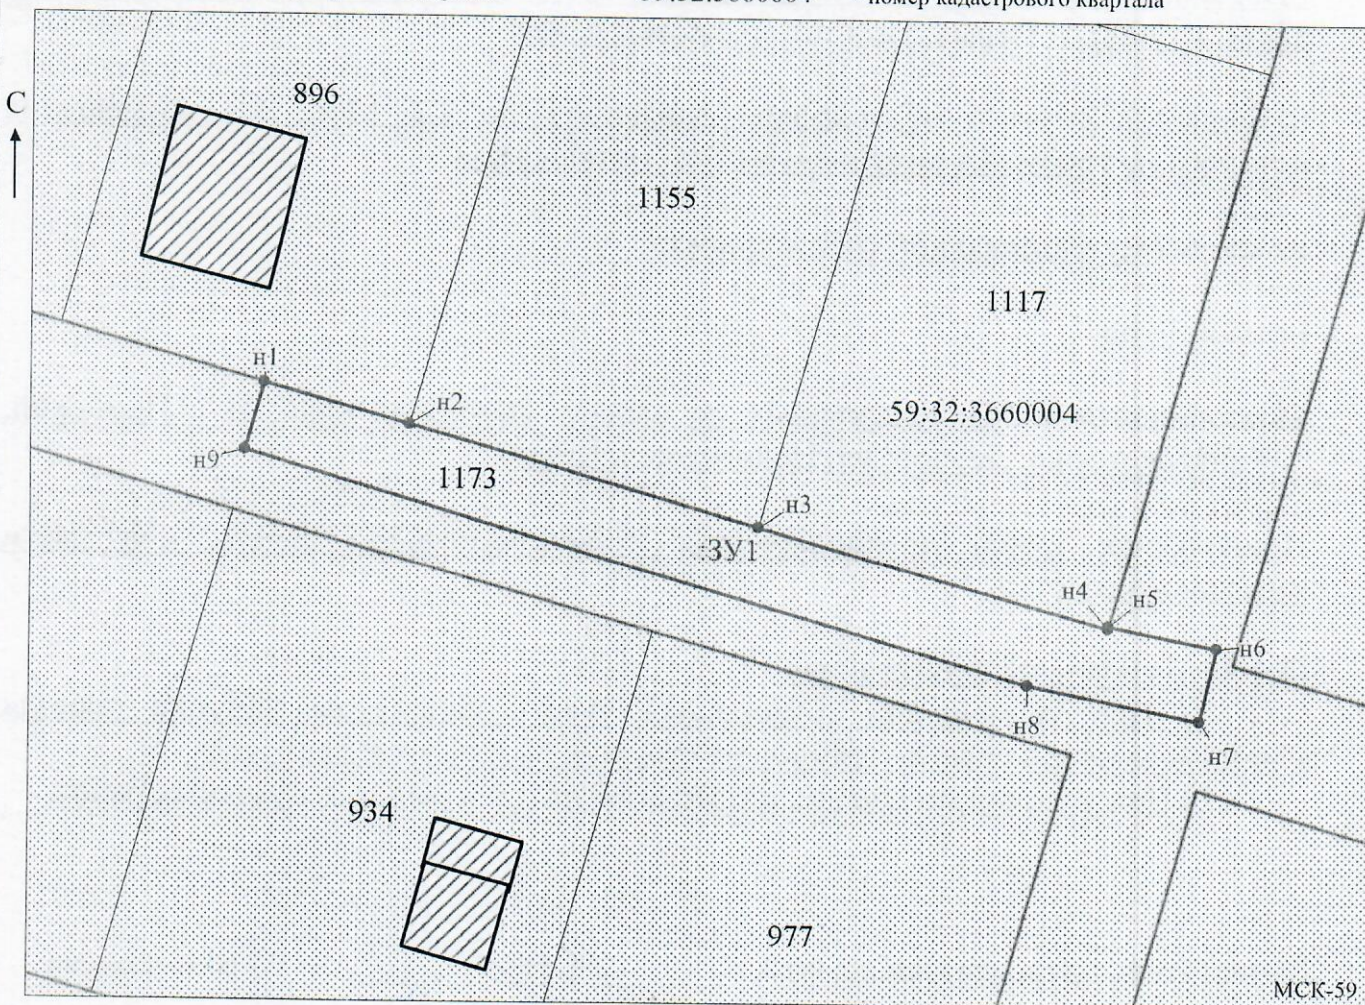 номер кадастрового квартала
896
С
1155
1117
н1
59:32:3660004
н2
н9
1173
н3
:ЗУ1
н4
н5
н6
н8
н7
934
977
МСК-59